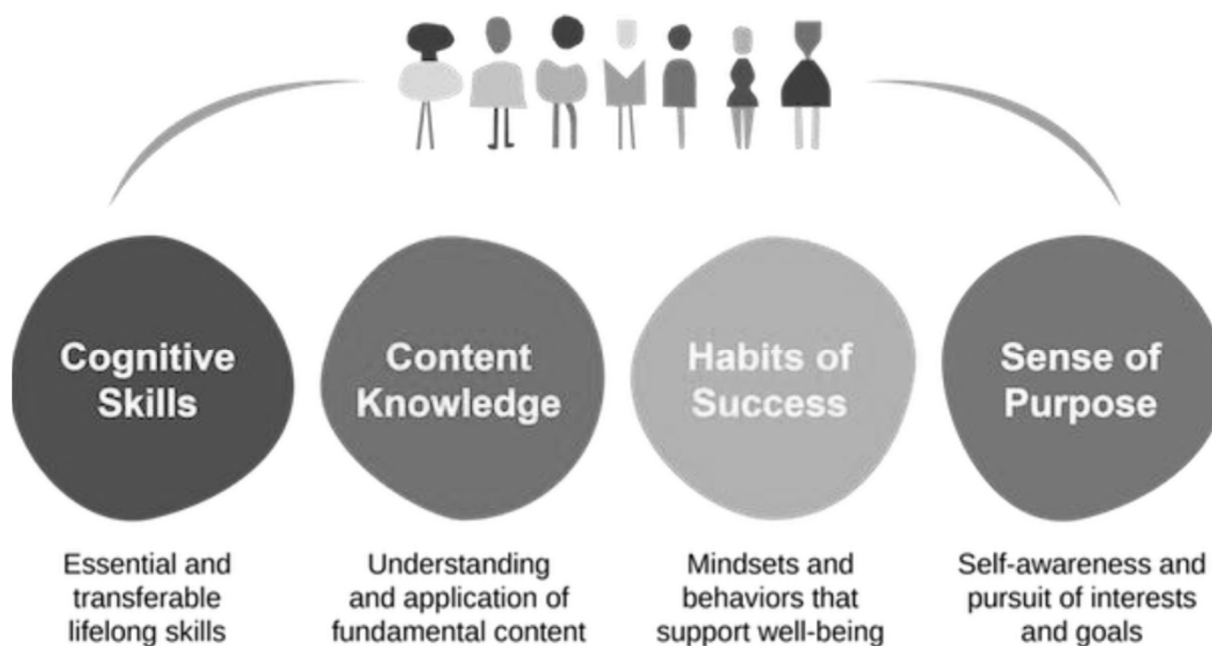 Cognitive
Skills
Essential and
transferable
lifelong skills
Content
Knowledge
Understanding
and application of
fundamental content
Habits of
Success
Mindsets and
behaviors that
support well-being
Sense of
Purpose
Self-awareness and
pursuit of interests
and goals